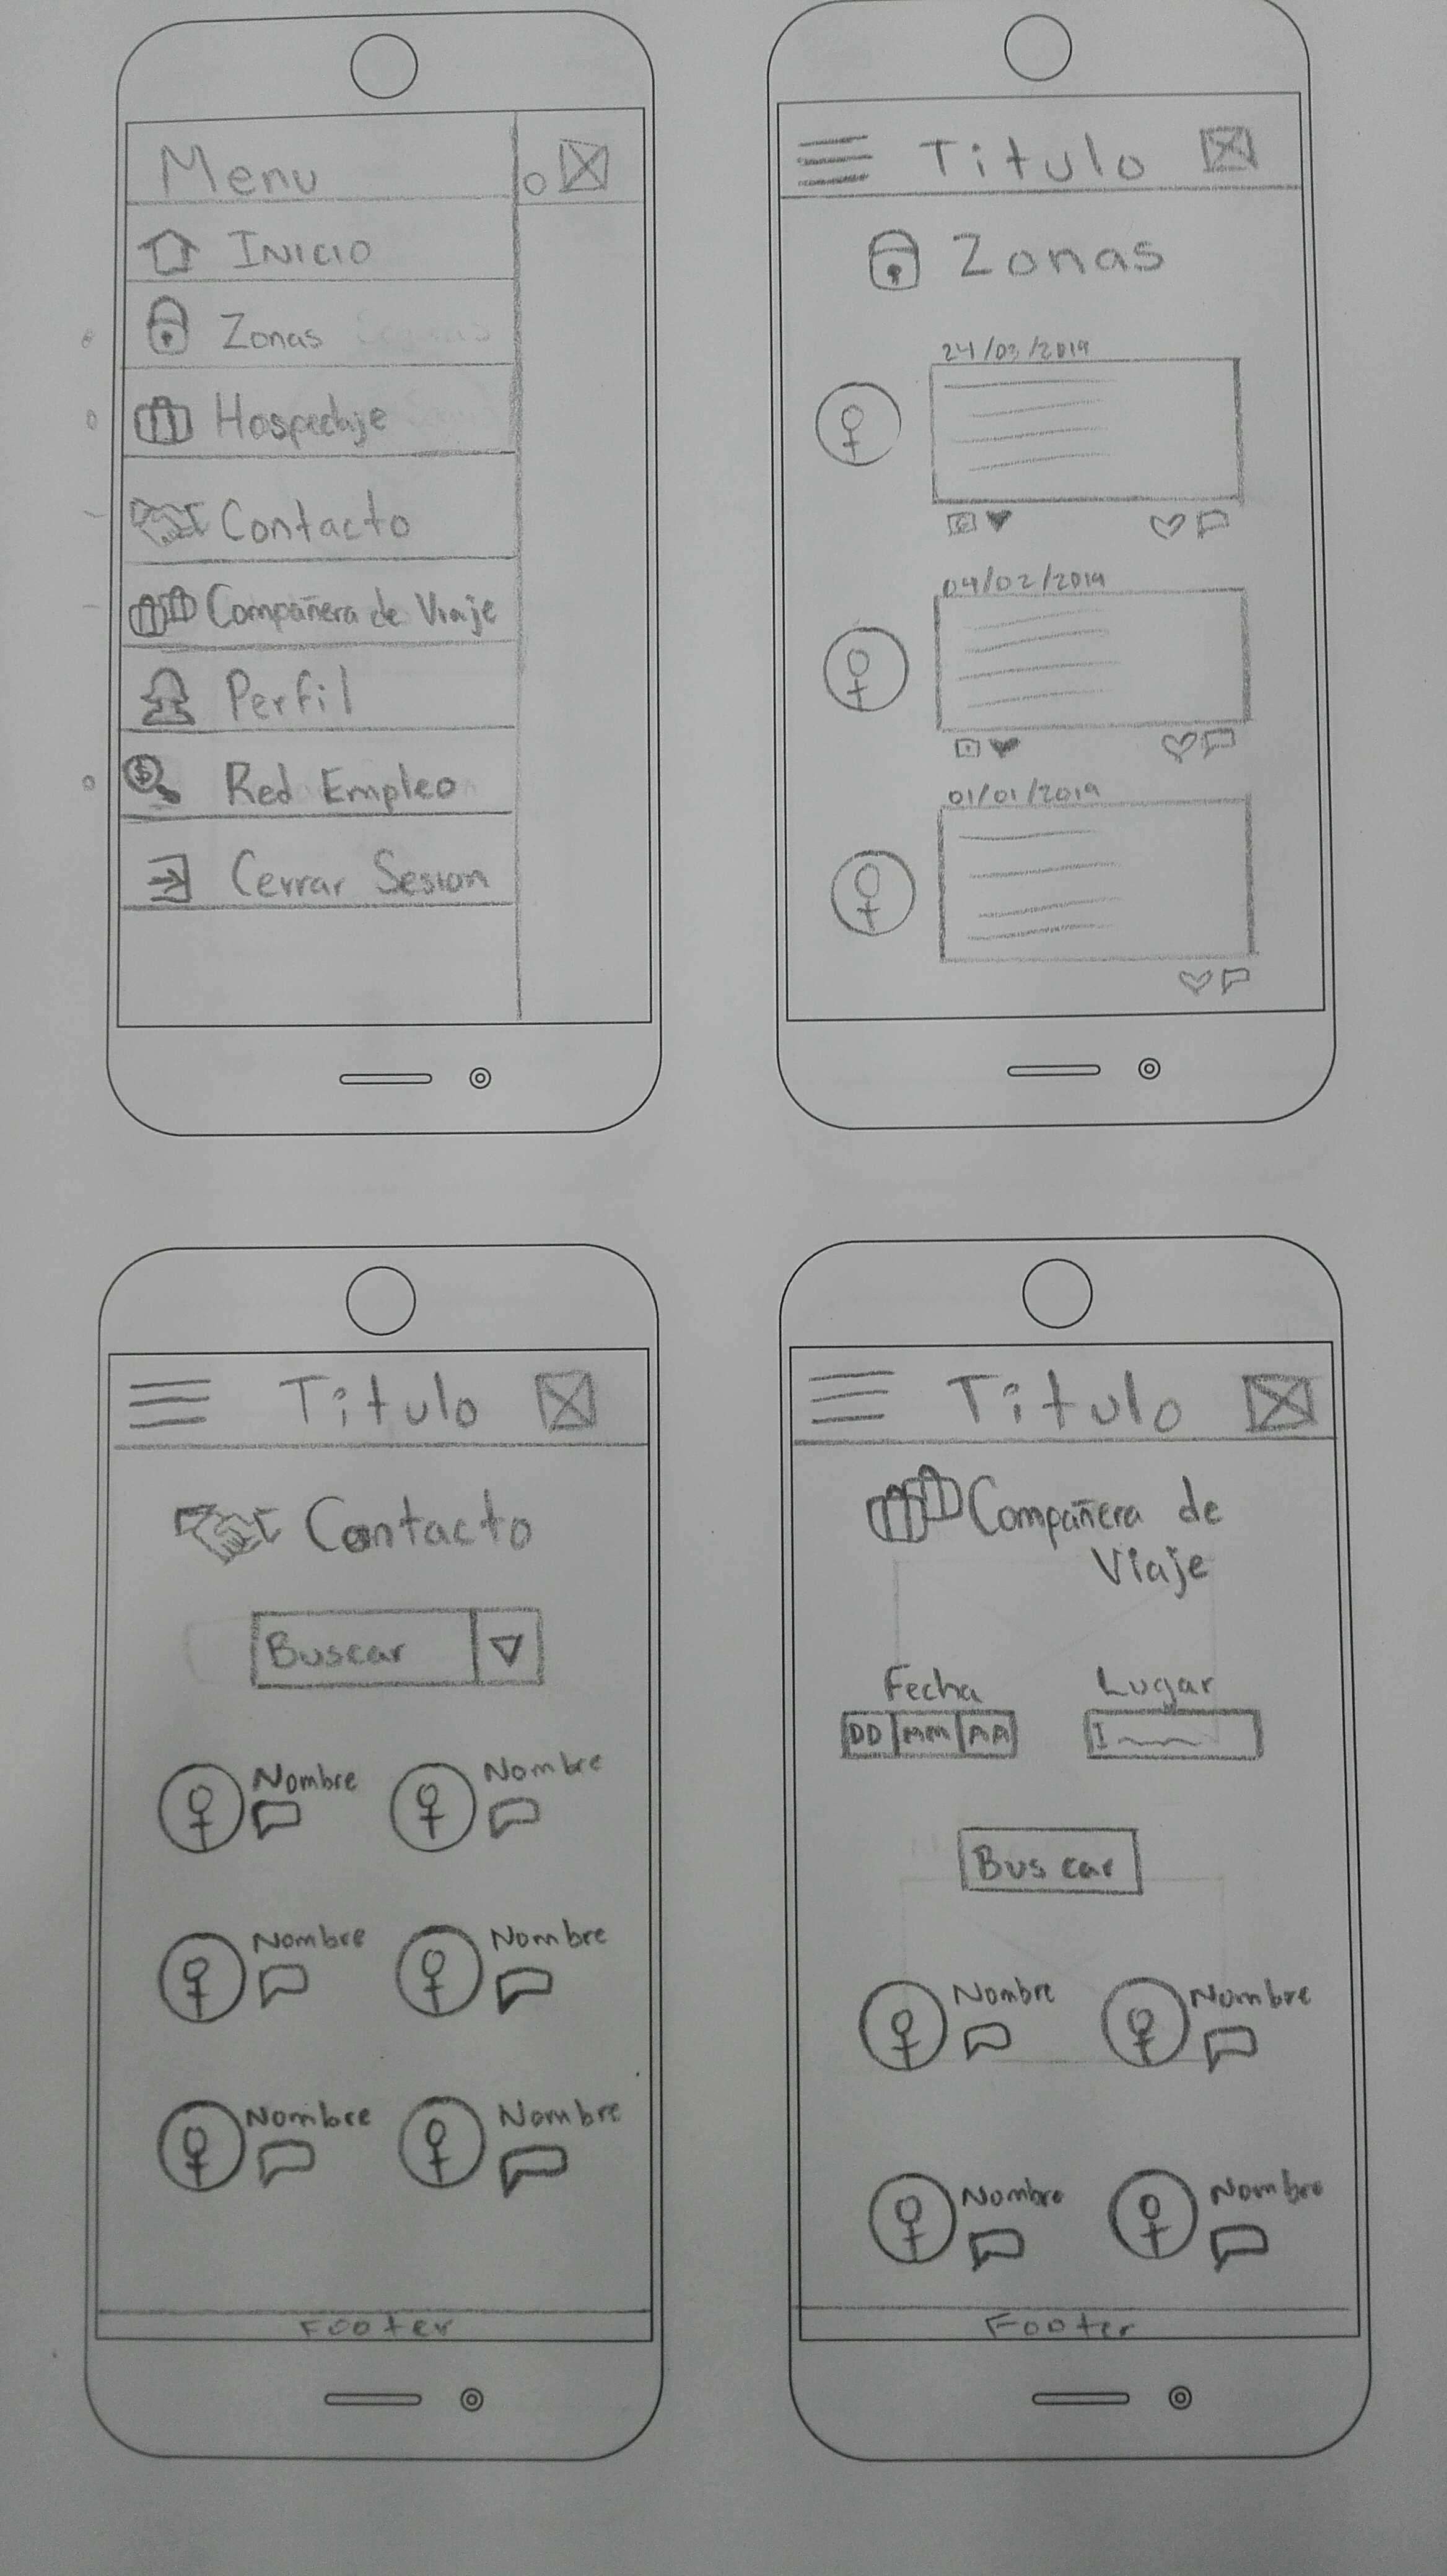 Menu
o
INICIO
Zonas
Hospedaje
Contacto
Compañera de Viaje
Perfil
Red Empleo
Cerrar Sesion
Titulo
Zonas
24/03/2019
04/02/2019
01/01/2019
Titulo
Contacto
Buscar
Nombre Nombre
Nombre Nombre
Nombre Nombre
Footer
Titulo
Compañera de
Viaje
Fecha Lugar
DD MM AA
Buscar
Nombre Nombre
Nombre Nombre
Footer